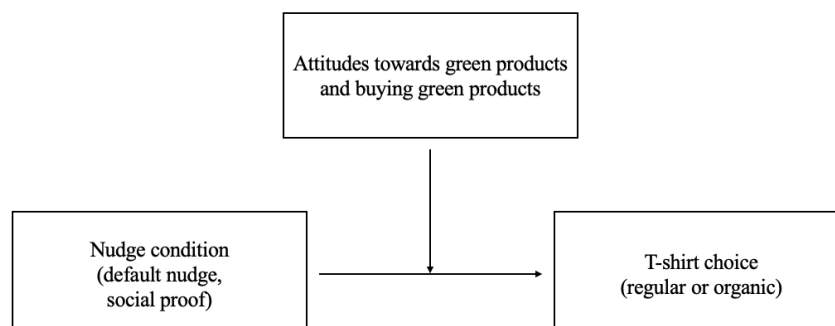 Attitudes towards green products
and buying green products
Nudge condition
(default nudge,
social proof)
T-shirt choice
(regular or organic)